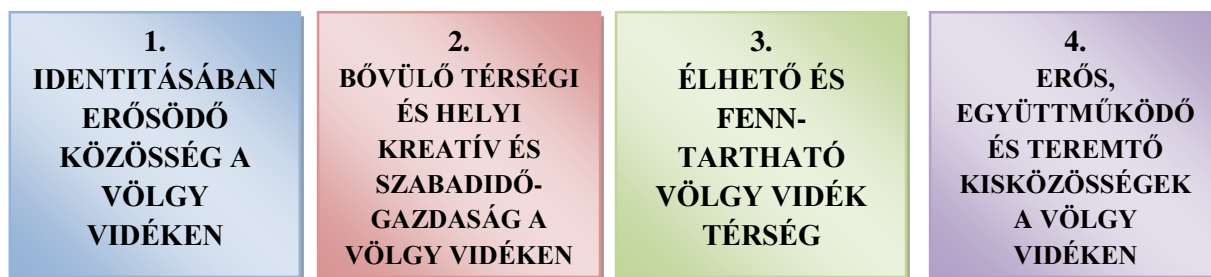 1.
IDENTITÁSÁBAN
ERŐSÖDŐ
KÖZÖSSÉG A
VÖLGY
VIDÉKEN
2.
BŐVÜLŐ TÉRSÉGI
ÉS HELYI
KREATÍV ÉS
SZABADIDŐ-
GAZDASÁG A
VÖLGY VIDÉKEN
3.
ÉLHETŐ ÉS
FENN-
TARTHATÓ
VÖLGY VIDÉK
TÉRSÉG
4.
ERŐS,
EGYÜTTMŰKÖDŐ
ÉS TEREMTŐ
KISKÖZÖSSÉGEK
A VÖLGY
VIDÉKEN